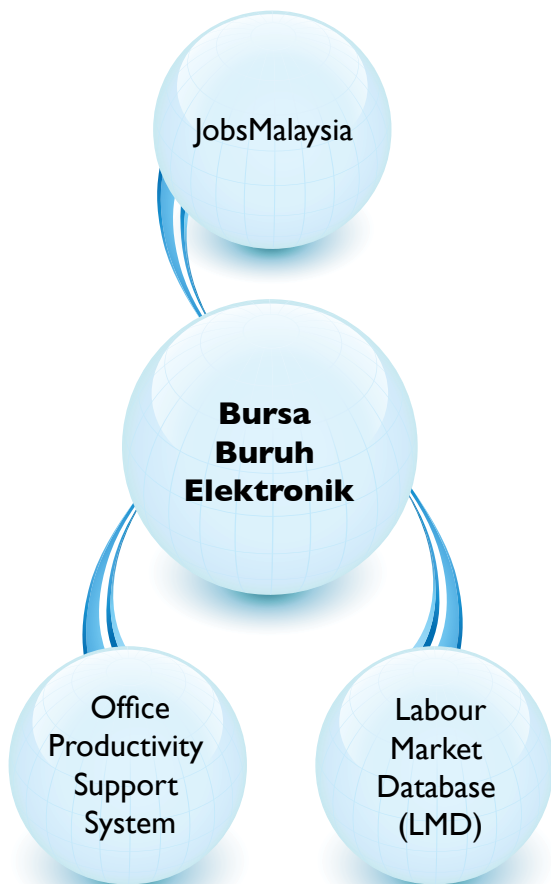 JobsMalaysia
Bursa
Buruh
Elektronik
Office
Productivity
Support
System
Labour
Market
Database
(LMD)